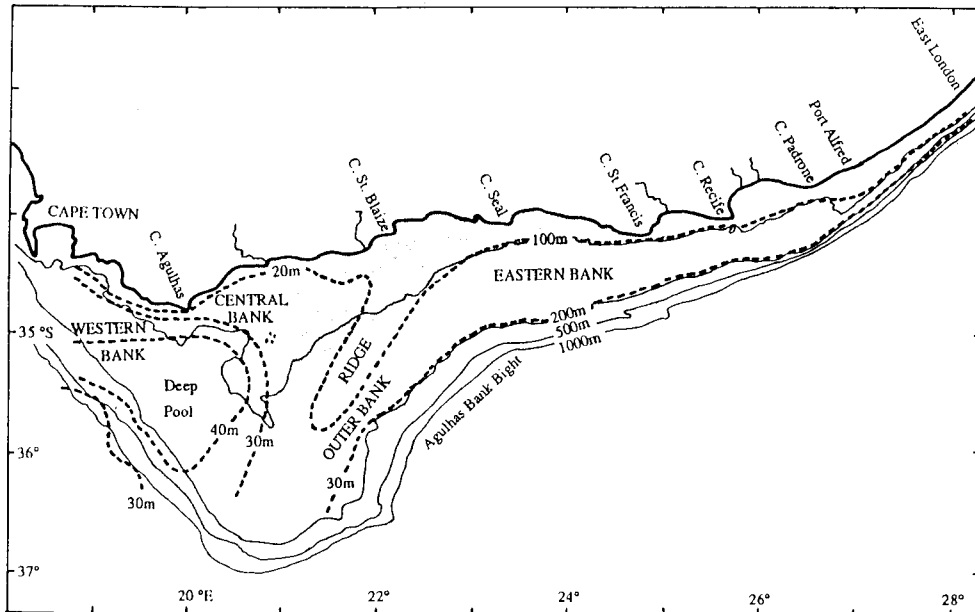 East London
Port Alfred
C. Padrone
C. Recife
C. St Francis
C. Seal
C. St. Blaize
C. Agulhas
CAPE TOWN
100m
20m
EASTERN BANK
CENTRAL
BANK
200m
35 °S
WESTERN
BANK
500m
1000m
RIDGE
Deep
Pool
OUTER BANK
Agulhas Bank Bight
40m
30m
36°
30m
30m
37°
20 °E
22°
24°
26°
28°